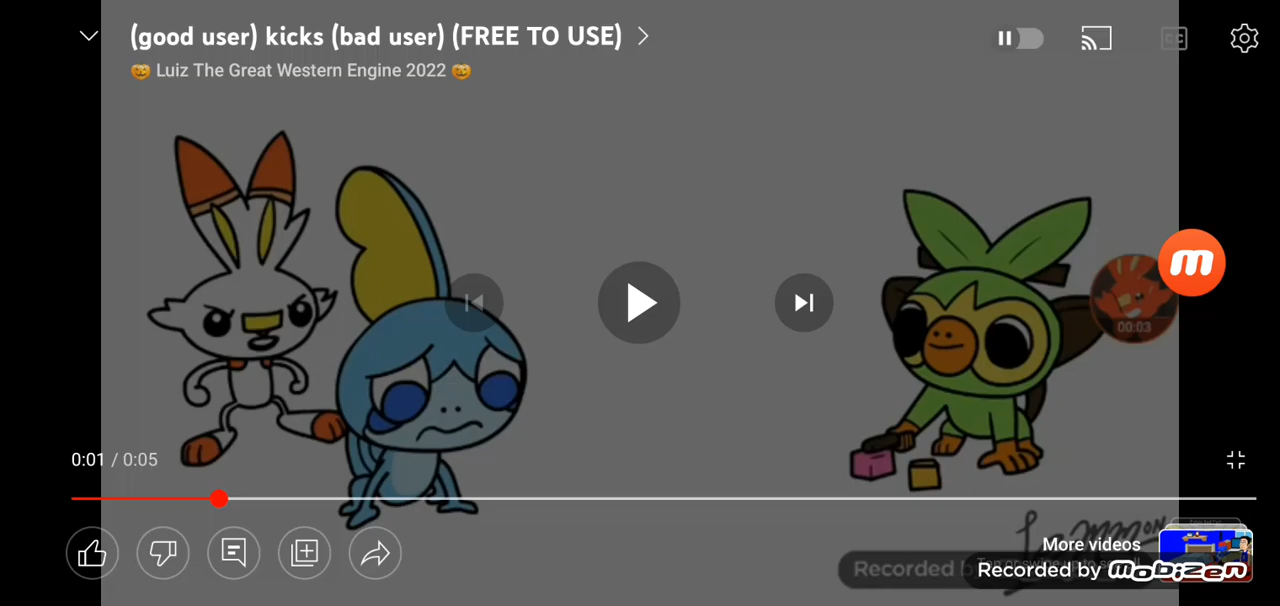 (good user) kicks (bad user) (FREE TO USE)
🎃 Luiz The Great Western Engine 2022 🎃
CC
m
00:03
0:01 / 0:05
More videos
Recorded by
Recorded by mobizen